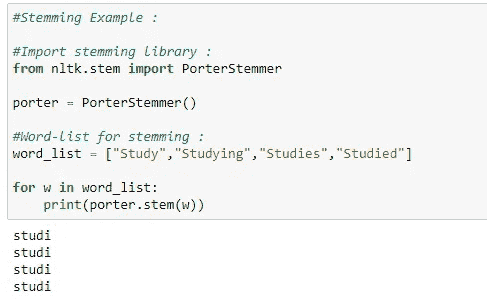 #Stemming Example :
#Import stemming library :
from nltk.stem import PorterStemmer
porter = PorterStemmer()
#Word-list for stemming :
word_list = ["Study","Studying","Studies","Studied"]
for w in word_list:
    print(porter.stem(w))
studi
studi
studi
studi